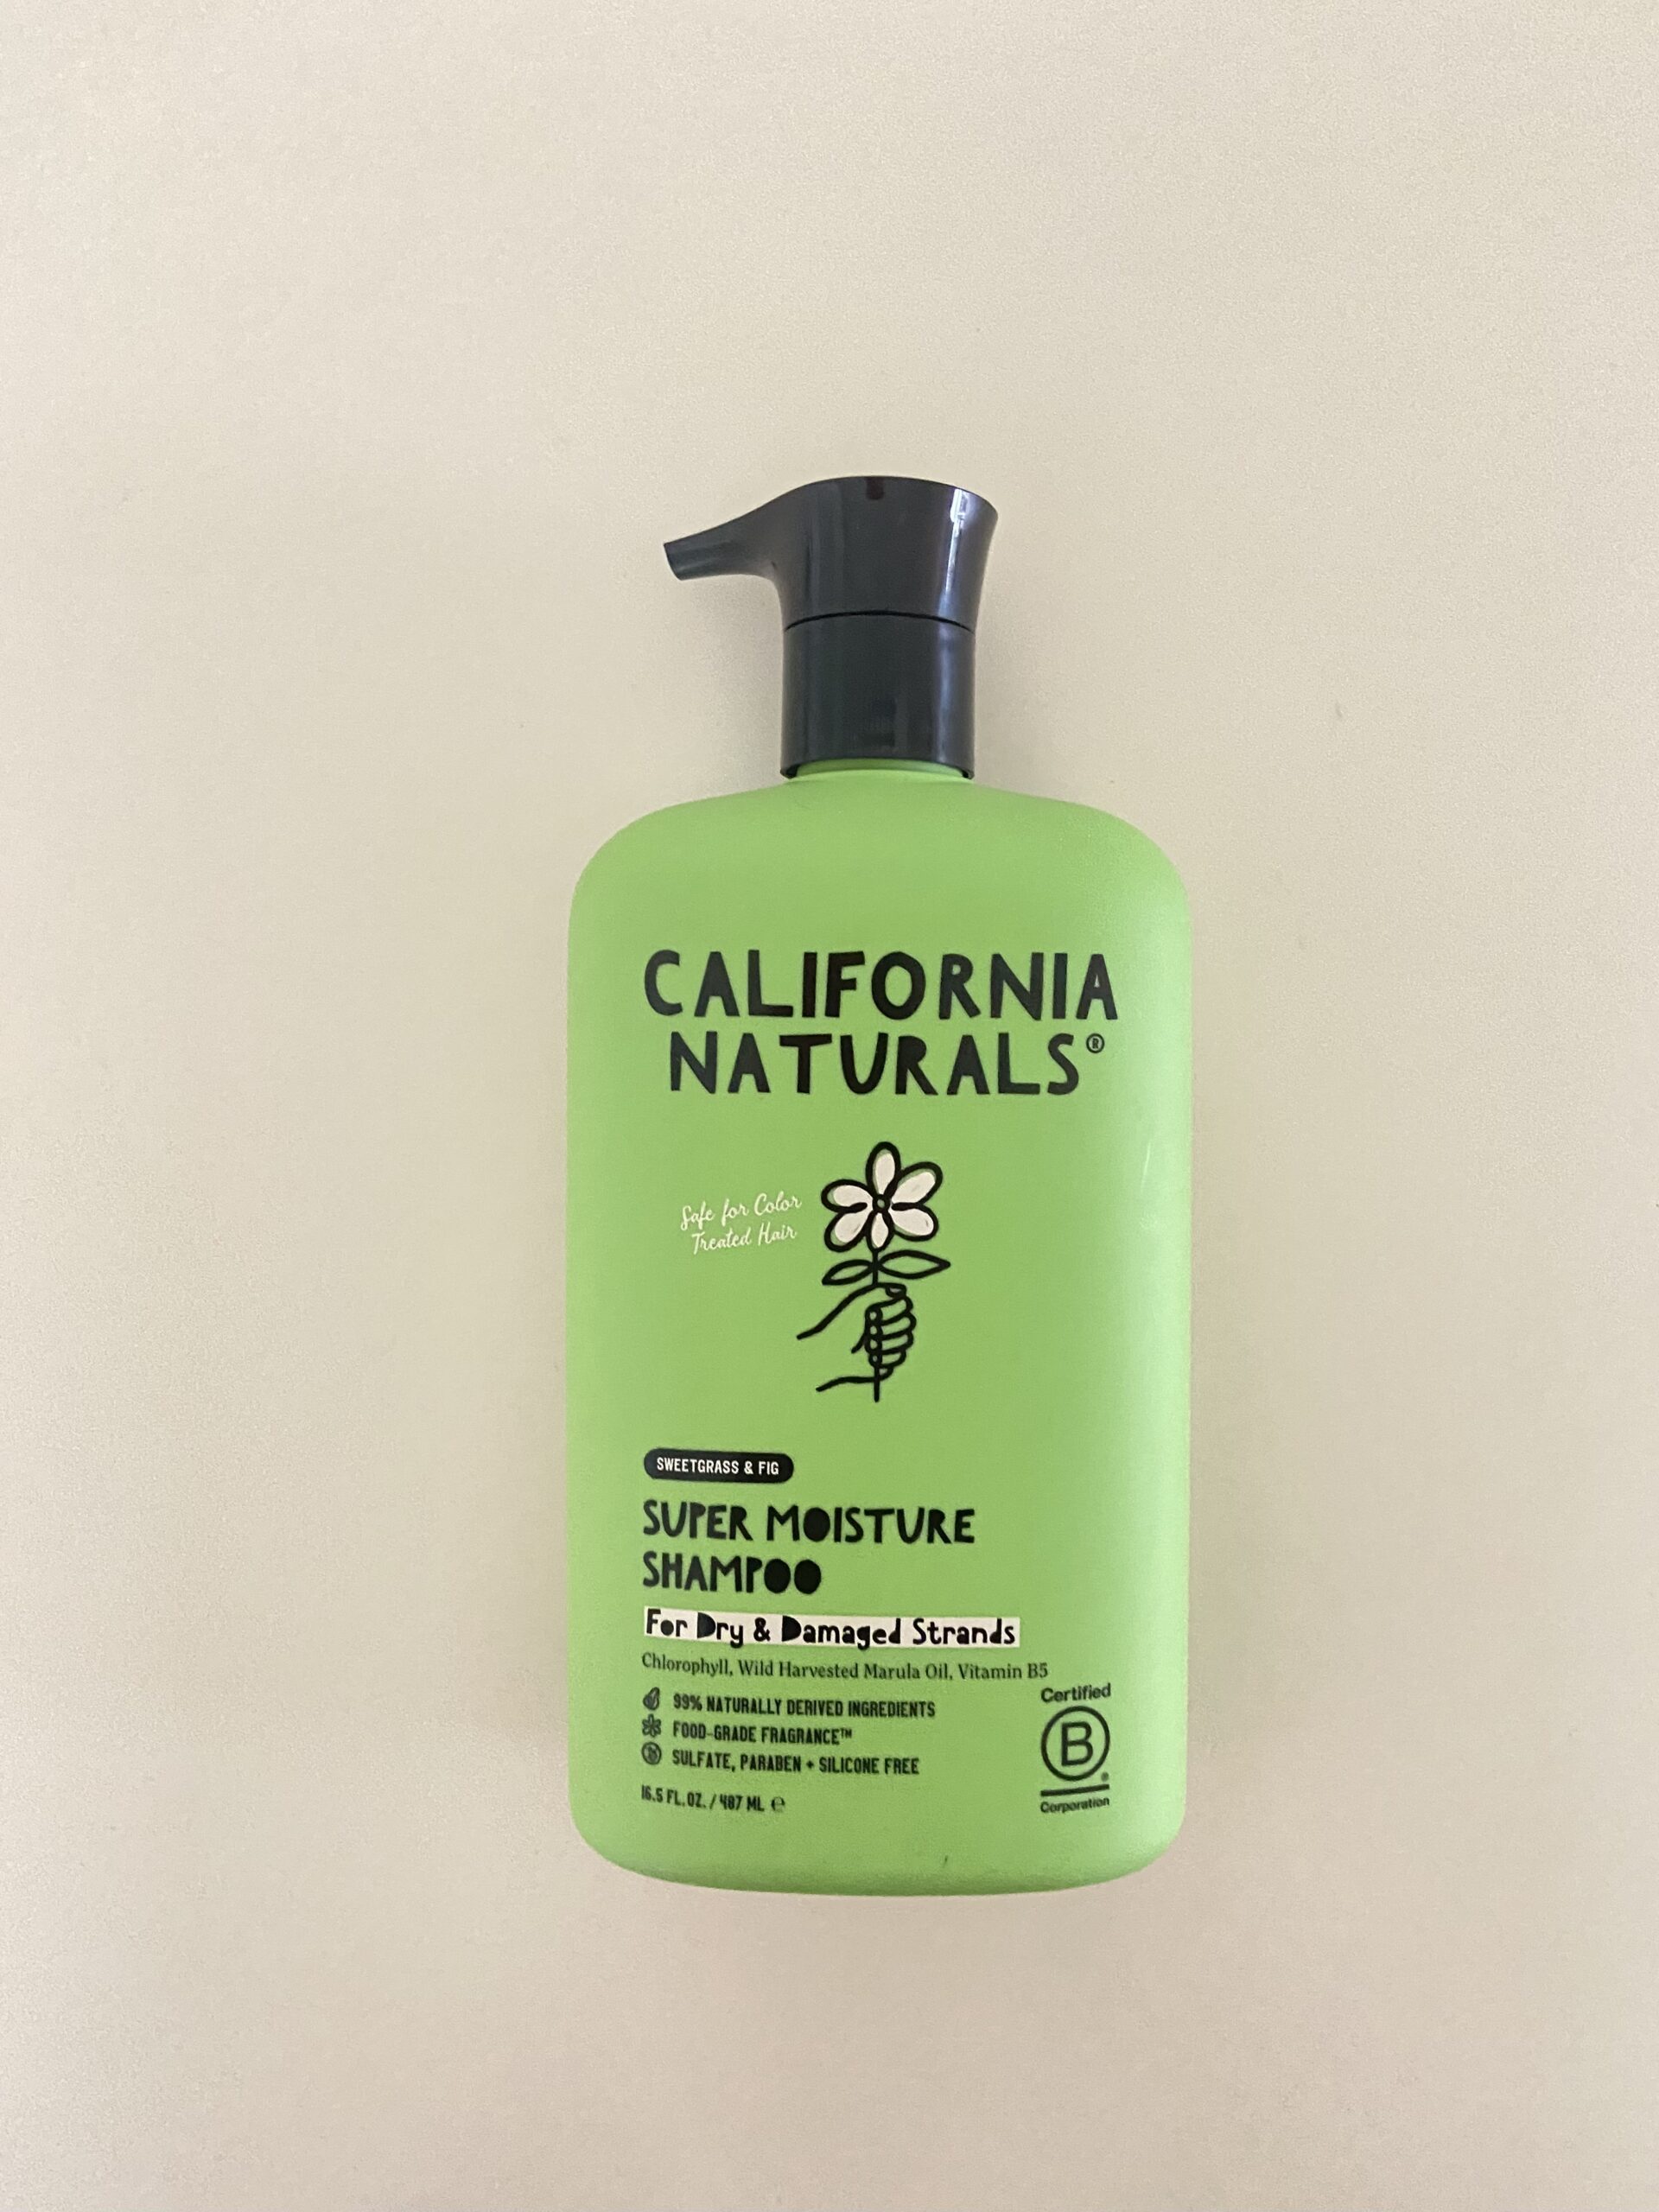 CALIFORNIA
NATURALS®
Safe for Color
Treated Hair
SWEETGRASS & FIG
SUPER MOISTURE
SHAMPOO
For Dry & Damaged Strands
Chlorophyll, Wild Harvested Marula Oil, Vitamin B5
99% NATURALLY DERIVED INGREDIENTS
FOOD-GRADE FRAGRANCE™
SULFATE, PARABEN + SILICONE FREE
16.5 FL.OZ. / 487 ML ℮
Certified
B®
Corporation